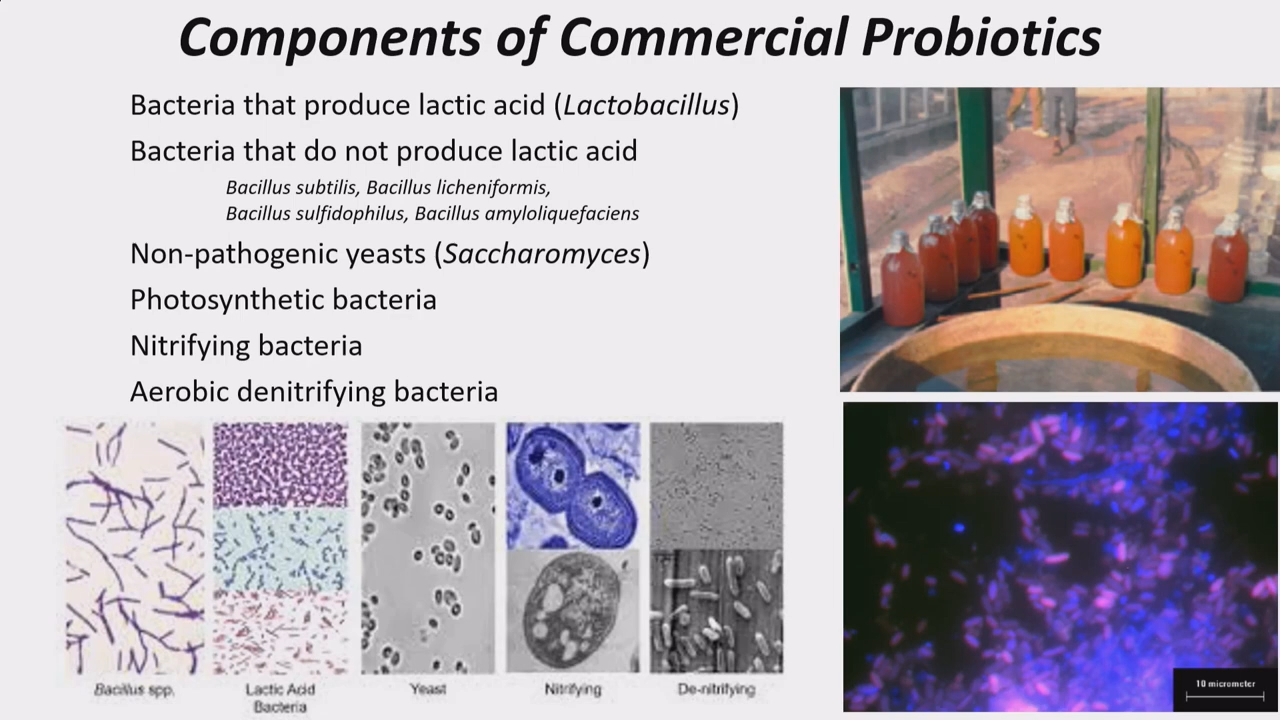 Components of Commercial Probiotics
Bacteria that produce lactic acid (Lactobacillus)
Bacteria that do not produce lactic acid
Bacillus subtilis, Bacillus licheniformis,
Bacillus sulfidophilus, Bacillus amyloliquefaciens
Non-pathogenic yeasts (Saccharomyces)
Photosynthetic bacteria
Nitrifying bacteria
Aerobic denitrifying bacteria
Bacillus spp.
Lactic Acid
Bacteria
Yeast
Nitrifying
De-nitrifying
10 micrometer